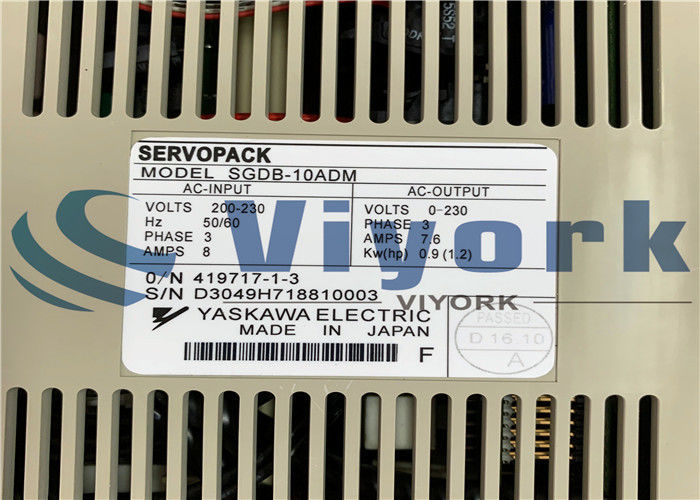 SERVOPACK
MODEL SGDB-10ADM
AC-INPUT
VOLTS 200-230
Hz 50/60
PHASE 3
AMPS 8
AC-OUTPUT
VOLTS 0-230
PHASE 3
AMPS 7.6
Kw(hp) 0.9 (1.2)
Viyork
O/N 419717-1-3
S/N D3049H718810003
VIYORK
YASKAWA ELECTRIC
MADE IN JAPAN
F
PASSED
D 16.10
A